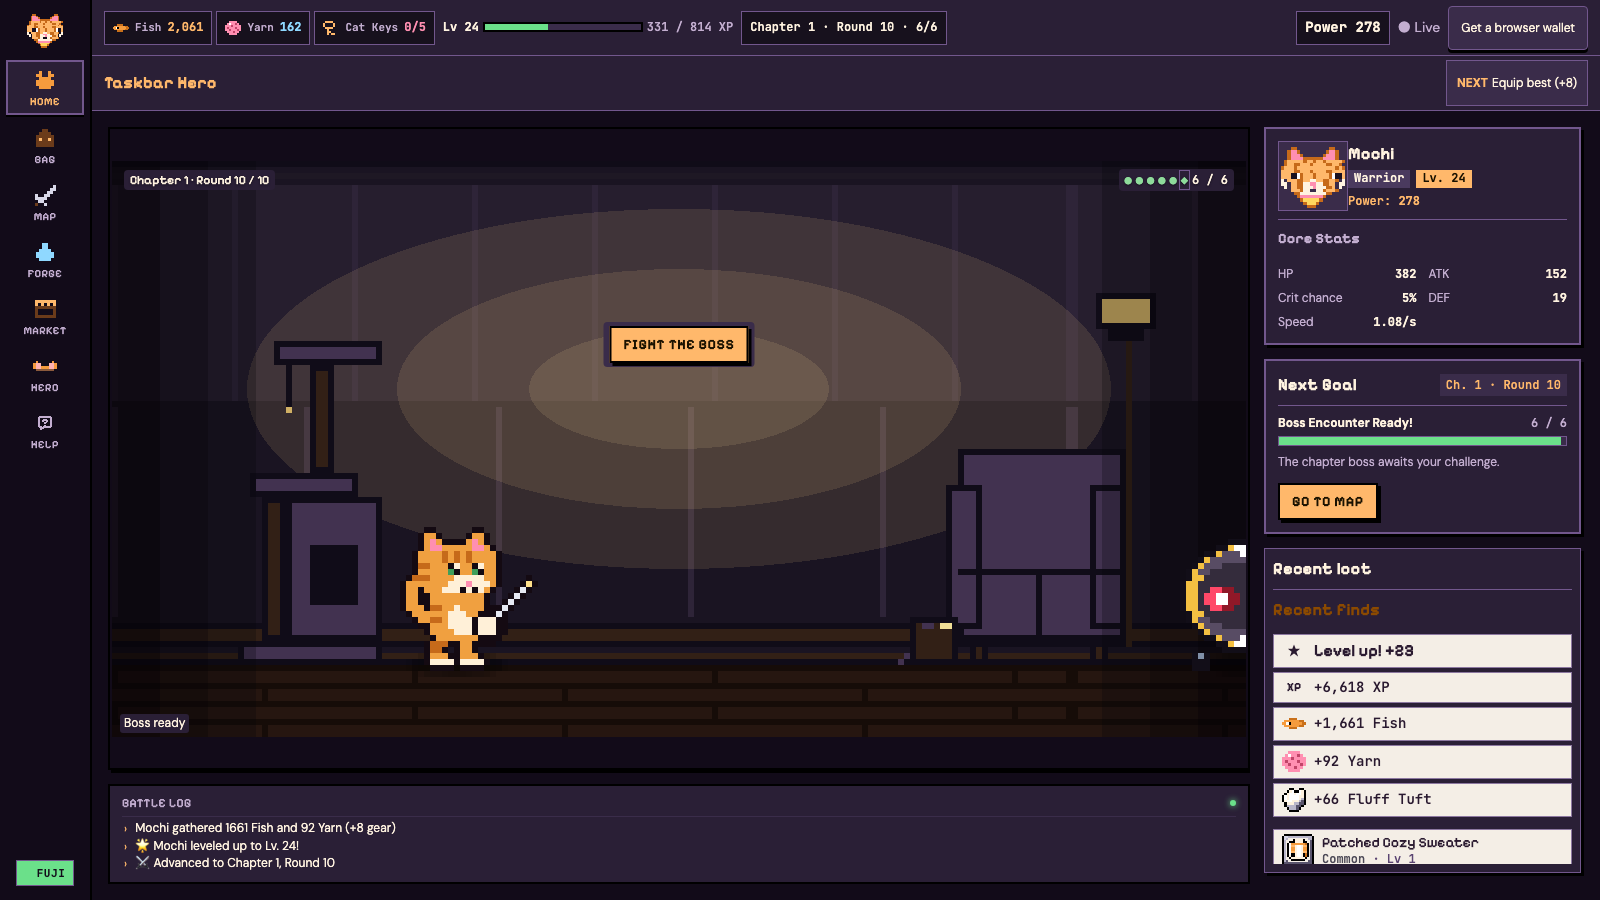 Fish 2,061
Yarn 162
Cat Keys 0/5
Lv 24
331 / 814 XP
Chapter 1 · Round 10 · 6/6
Power 278
Live
Get a browser wallet
HOME
BAG
MAP
FORGE
MARKET
HERO
HELP
FUJI
Taskbar Hero
NEXT Equip best (+8)
Chapter 1 · Round 10 / 10
6 / 6
FIGHT THE BOSS
Boss ready
BATTLE LOG
› Mochi gathered 1661 Fish and 92 Yarn (+8 gear)
› 🌟 Mochi leveled up to Lv. 24!
› ⚔️ Advanced to Chapter 1, Round 10
Mochi
Warrior
Lv. 24
Power: 278
Core Stats
HP 382 ATK 152
Crit chance 5% DEF 19
Speed 1.08/s
Next Goal
Ch. 1 · Round 10
Boss Encounter Ready! 6 / 6
The chapter boss awaits your challenge.
GO TO MAP
Recent loot
Recent finds
★ Level up! +23
XP +6,618 XP
+1,661 Fish
+92 Yarn
+66 Fluff Tuft
Patched Cozy Sweater
Common · Lv 1